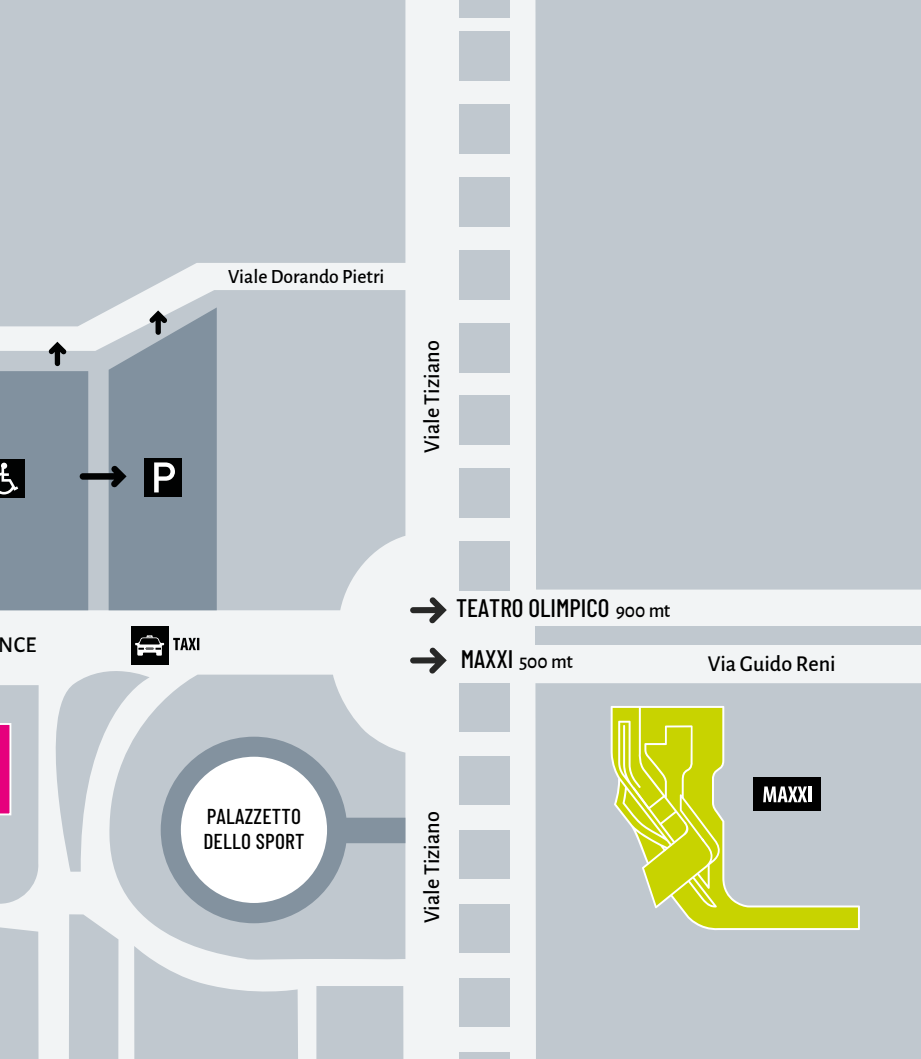 Viale Dorando Pietri
Viale Tiziano
P
TEATRO OLIMPICO 900 mt
NCE
TAXI
MAXXI 500 mt
Via Guido Reni
MAXXI
PALAZZETTO
DELLO SPORT
Viale Tiziano